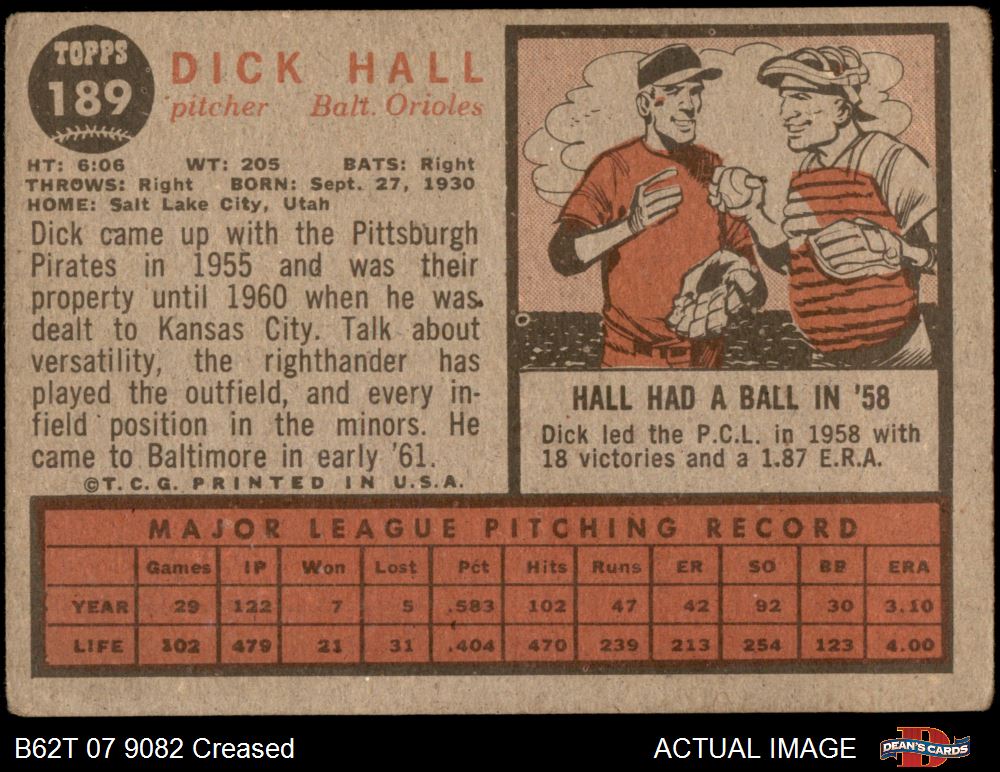 TOPPS
189
DICK HALL
pitcher Balt. Orioles
HT: 6:06 WT: 205 BATS: Right
THROWS: Right BORN: Sept. 27, 1930
HOME: Salt Lake City, Utah
Dick came up with the Pittsburgh
Pirates in 1955 and was their
property until 1960 when he was
dealt to Kansas City. Talk about
versatility, the righthander has
played the outfield, and every in-
field position in the minors. He
came to Baltimore in early '61.
©T.C.G. PRINTED IN U.S.A.
HALL HAD A BALL IN '58
Dick led the P.C.L. in 1958 with
18 victories and a 1.87 E.R.A.
MAJOR LEAGUE PITCHING RECORD
Games IP Won Lost Pct Hits Runs ER SO BB ERA
YEAR 29 122 7 5 .583 102 47 42 92 30 3.10
LIFE 102 479 21 31 .404 470 239 213 254 123 4.00
B62T 07 9082 Creased
ACTUAL IMAGE
DEAN'S CARDS